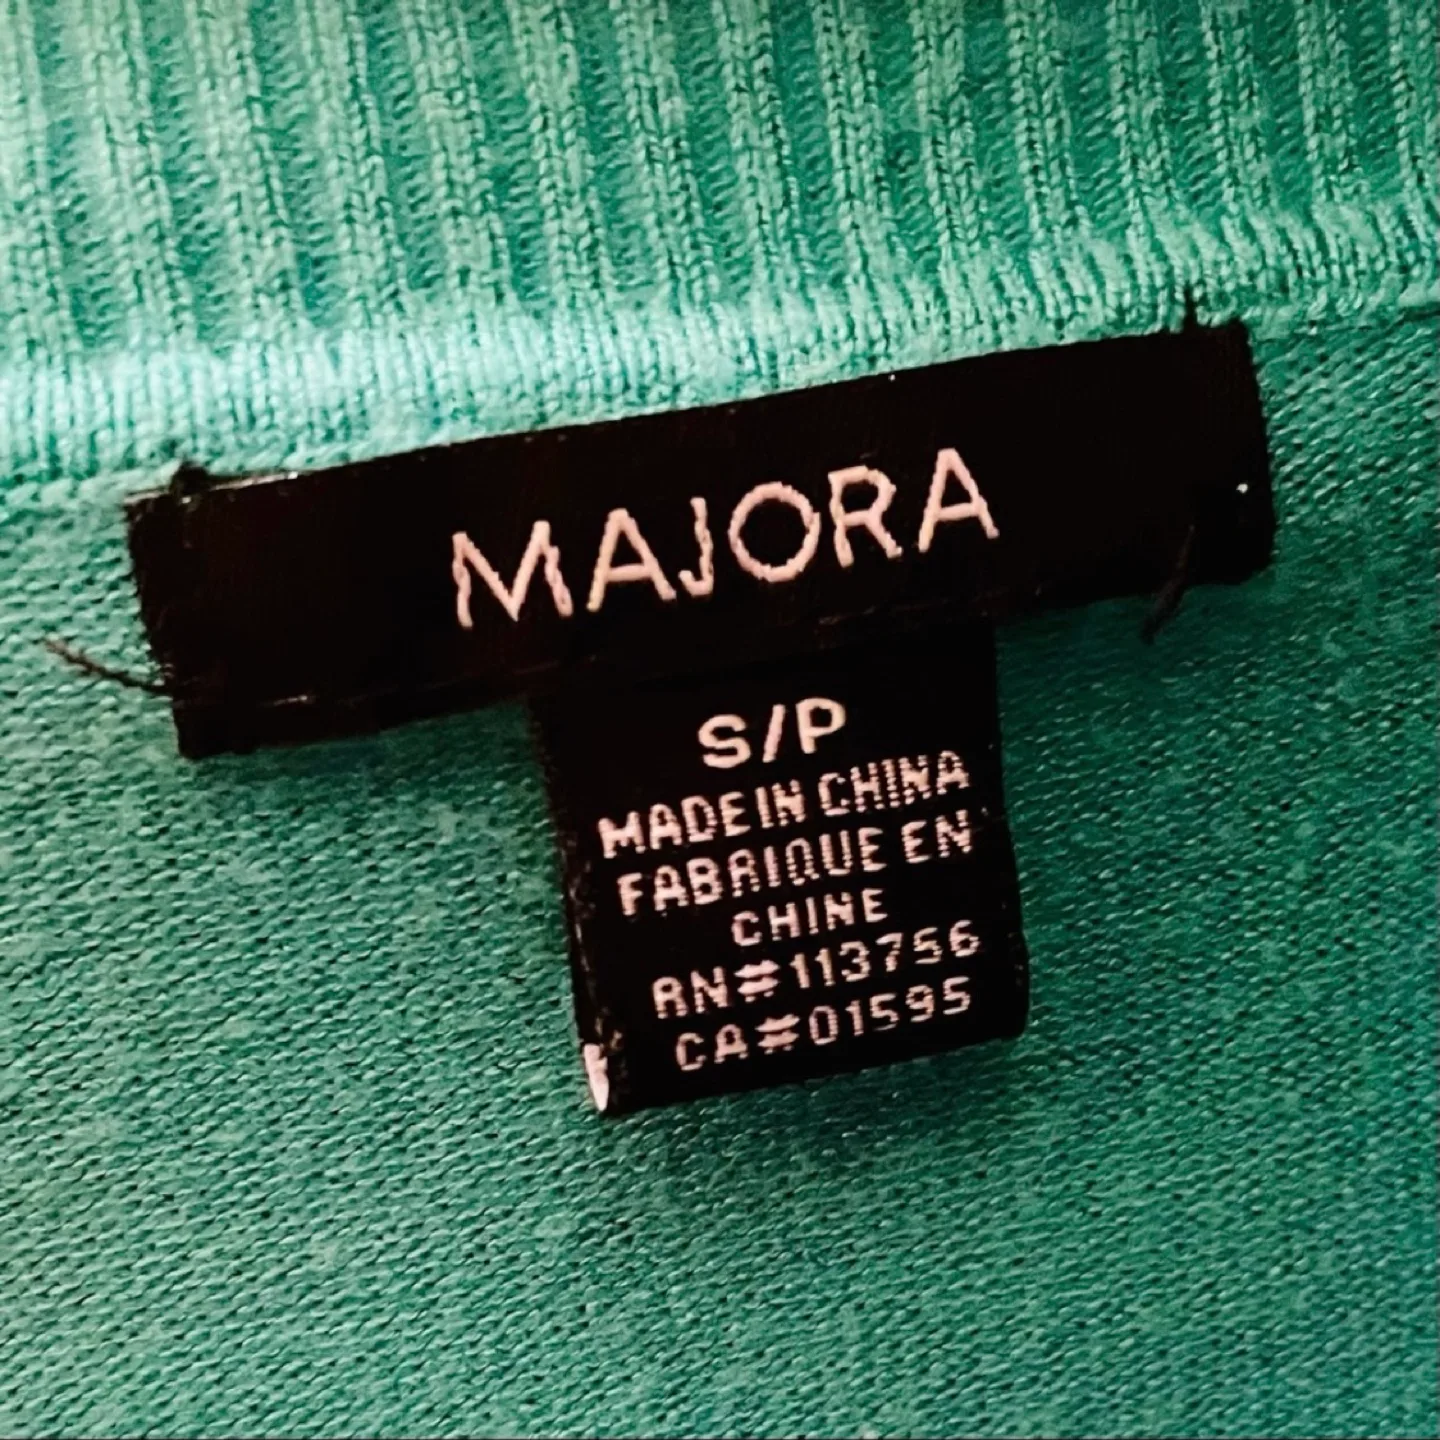 MAJORA
S/P
MADE IN CHINA
FABRIQUE EN
CHINE
RN#113756
CA#01595